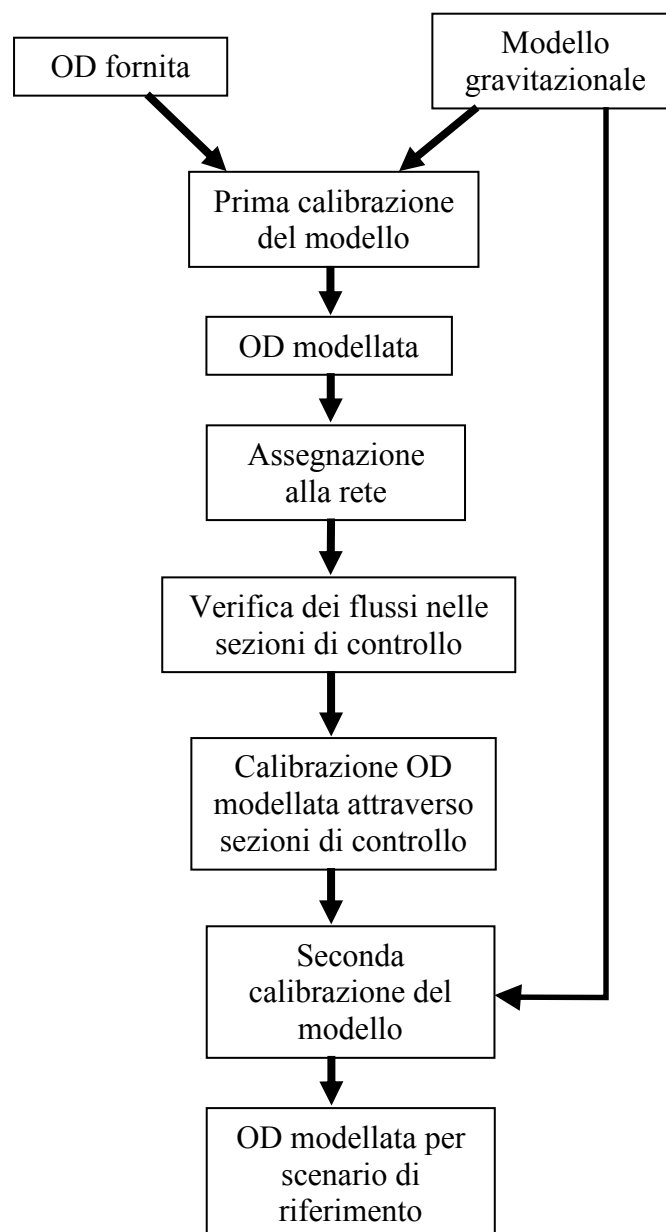 OD fornita
Modello
gravitazionale
Prima calibrazione
del modello
OD modellata
Assegnazione
alla rete
Verifica dei flussi nelle
sezioni di controllo
Calibrazione OD
modellata attraverso
sezioni di controllo
Seconda
calibrazione del
modello
OD modellata per
scenario di
riferimento